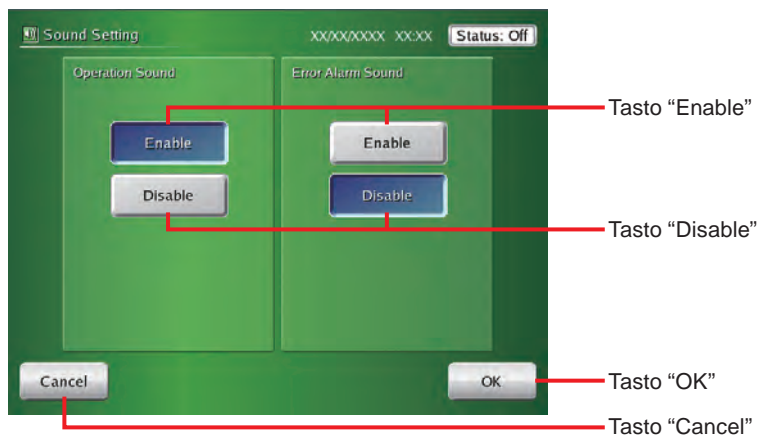 Sound Setting XX/XX/XXXX XX:XX Status: Off
Operation Sound Error Alarm Sound
Tasto “Enable”
Enable Enable
Disable Disable
Tasto “Disable”
Cancel OK
Tasto “OK”
Tasto “Cancel”